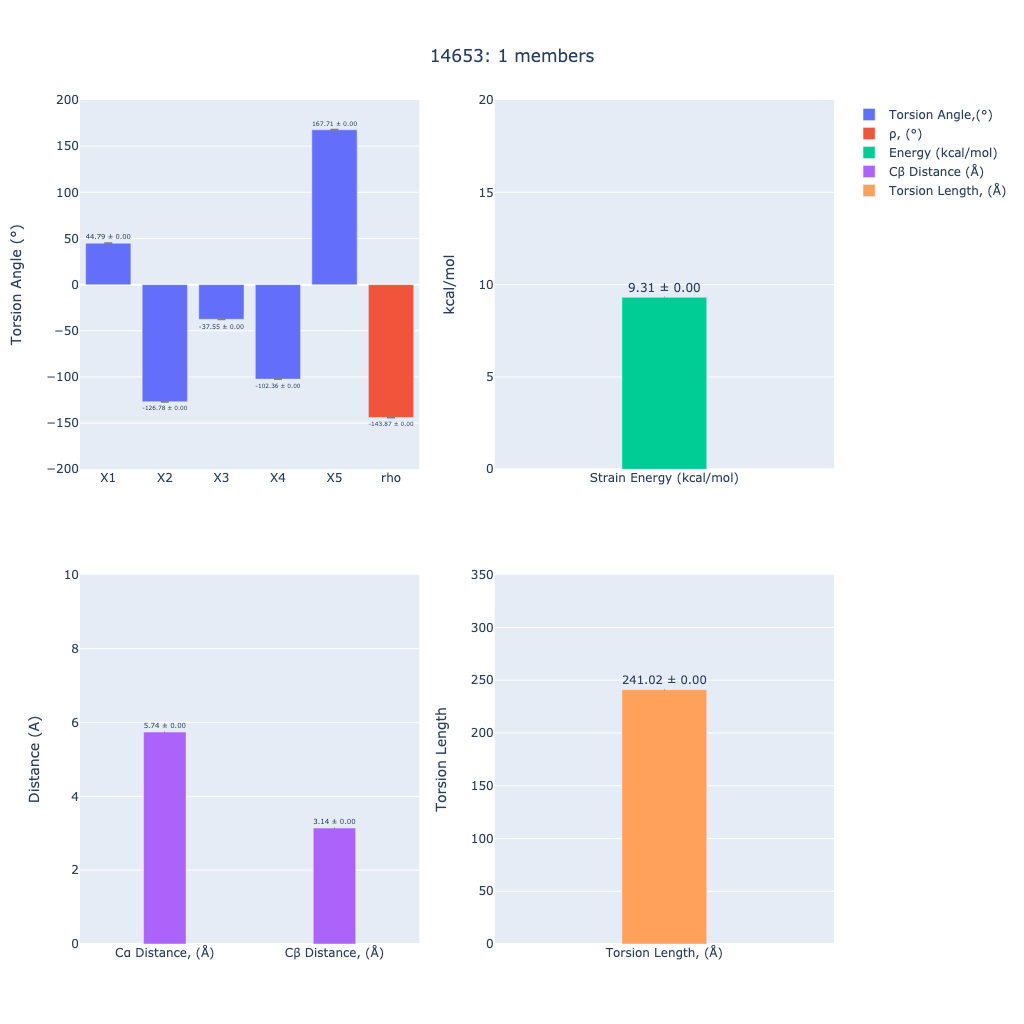 14653: 1 members
Torsion Angle (°)
200
150
100
50
0
−50
−100
−150
−200
44.79 ± 0.00
-126.78 ± 0.00
-37.55 ± 0.00
-102.36 ± 0.00
167.71 ± 0.00
-143.87 ± 0.00
X1 X2 X3 X4 X5 rho
kcal/mol
20
15
10
5
0
9.31 ± 0.00
Strain Energy (kcal/mol)
Torsion Angle,(°)
ρ, (°)
Energy (kcal/mol)
Cβ Distance (Å)
Torsion Length, (Å)
Distance (A)
10
8
6
4
2
0
5.74 ± 0.00
3.14 ± 0.00
Cα Distance, (Å) Cβ Distance, (Å)
Torsion Length
350
300
250
200
150
100
50
0
241.02 ± 0.00
Torsion Length, (Å)